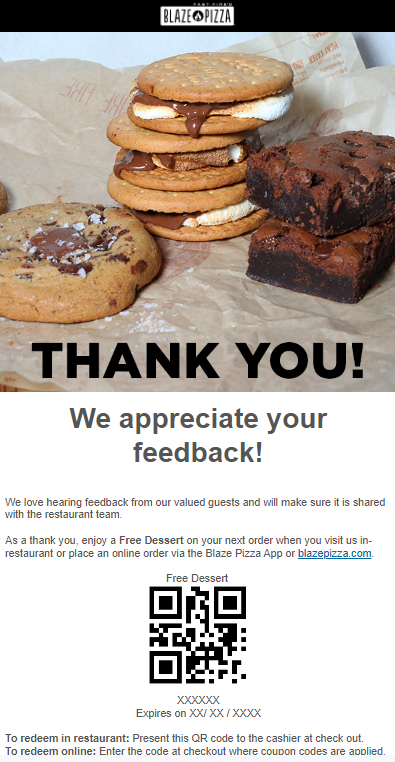 FAST-FIRE'D
BLAZE PIZZA
THANK YOU!
We appreciate your
feedback!
We love hearing feedback from our valued guests and will make sure it is shared
with the restaurant team.
As a thank you, enjoy a Free Dessert on your next order when you visit us in-
restaurant or place an online order via the Blaze Pizza App or blazepizza.com.
Free Dessert
XXXXXX
Expires on XX/ XX / XXXX
To redeem in restaurant: Present this QR code to the cashier at check out.
To redeem online: Enter the code at checkout where coupon codes are applied.